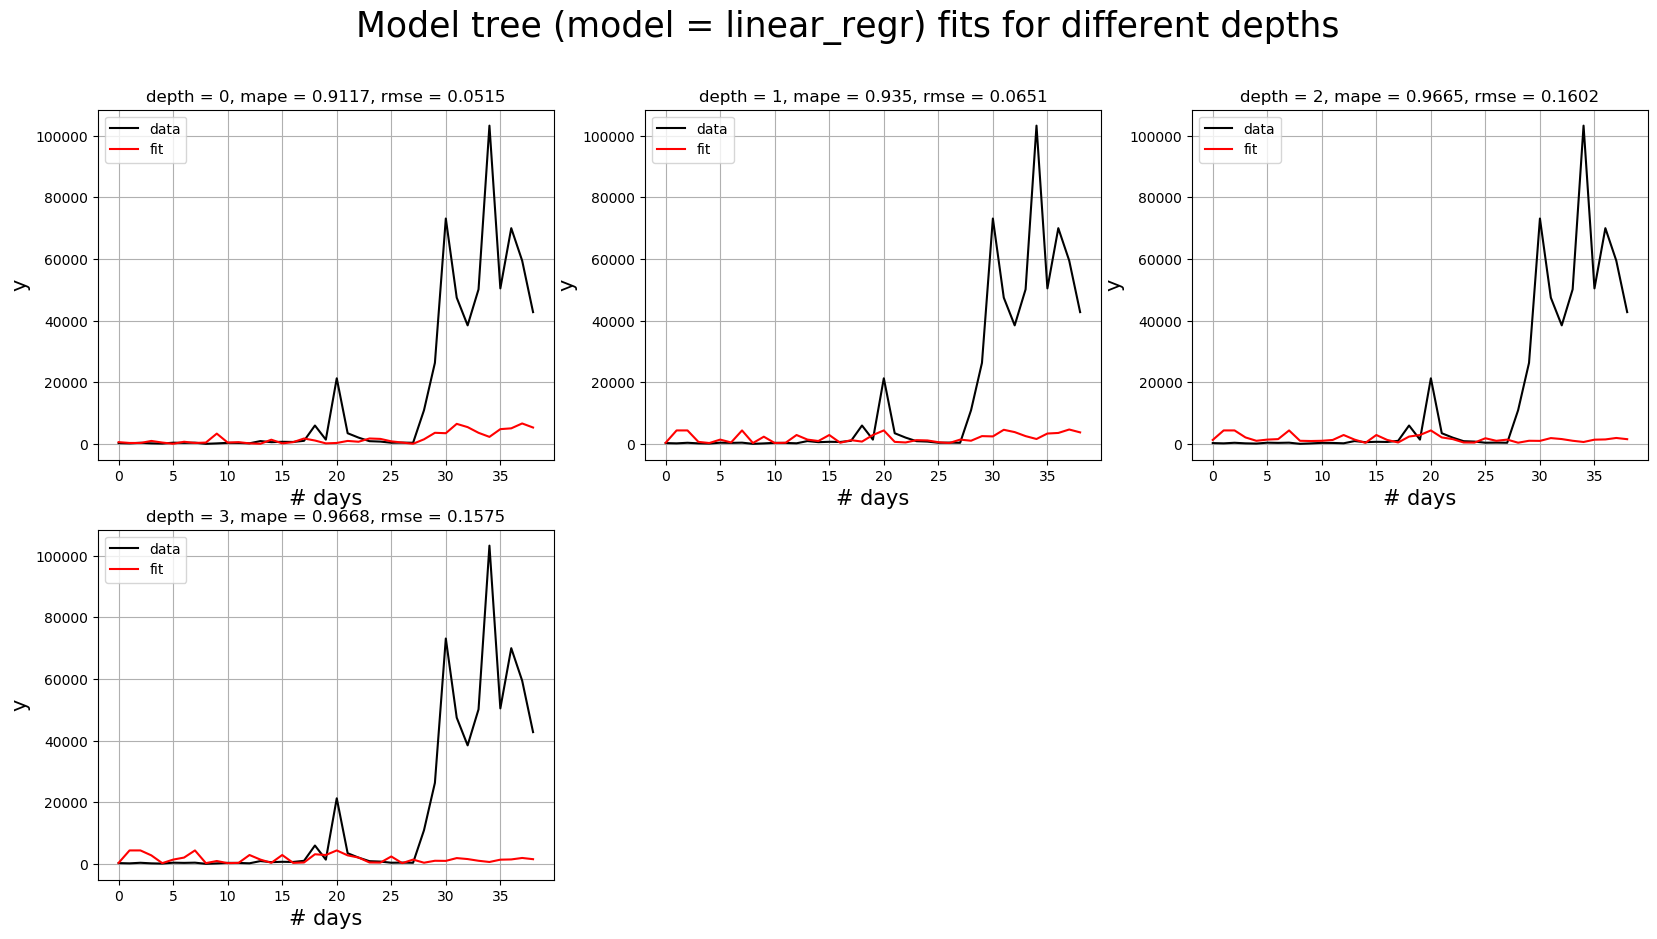 Model tree (model = linear_regr) fits for different depths
depth = 0, mape = 0.9117, rmse = 0.0515
data
fit
100000
80000
60000
40000
20000
0
y
0 5 10 15 20 25 30 35
# days
depth = 1, mape = 0.935, rmse = 0.0651
data
fit
100000
80000
60000
40000
20000
0
y
0 5 10 15 20 25 30 35
# days
depth = 2, mape = 0.9665, rmse = 0.1602
data
fit
100000
80000
60000
40000
20000
0
y
0 5 10 15 20 25 30 35
# days
depth = 3, mape = 0.9668, rmse = 0.1575
data
fit
100000
80000
60000
40000
20000
0
y
0 5 10 15 20 25 30 35
# days